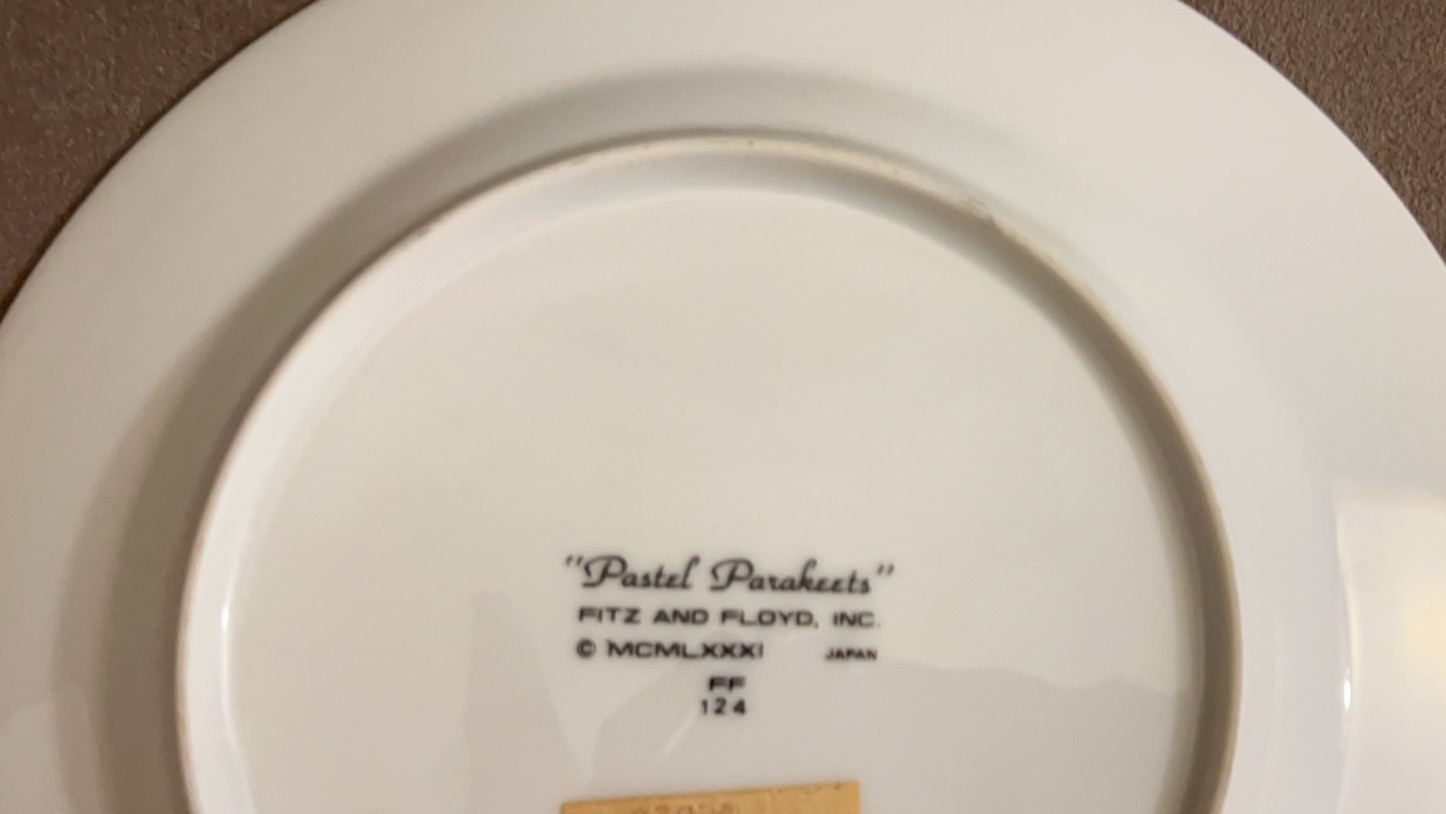 "Pastel Parakeets"
FITZ AND FLOYD, INC.
© MCMLXXXI JAPAN
FF
124